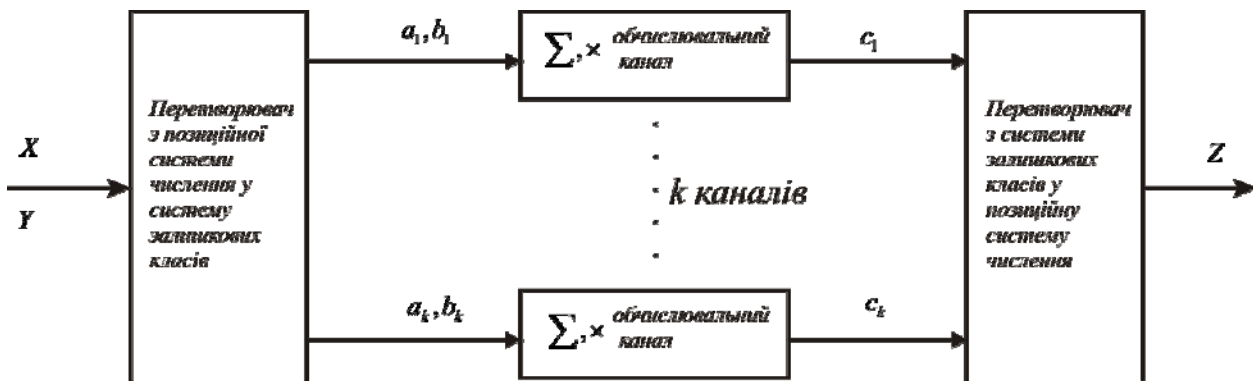 X
Y
Перетворювач
з позиційної
системи
числення у
систему
залишкових
класів
a₁, b₁
∑, × обчислювальний
канал
c₁
k каналів
aₖ, bₖ
∑, × обчислювальний
канал
cₖ
Перетворювач
з системи
залишкових
класів у
позиційну
систему
числення
Z